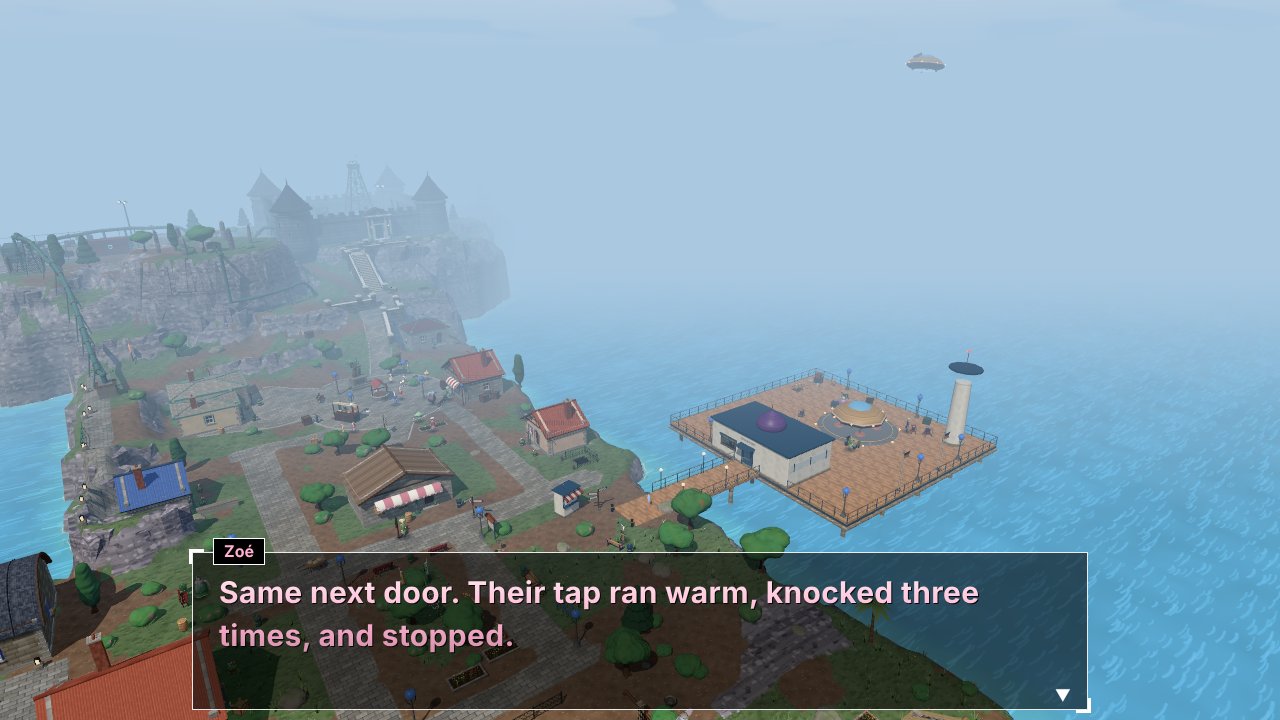 Zoé
Same next door. Their tap ran warm, knocked three
times, and stopped.